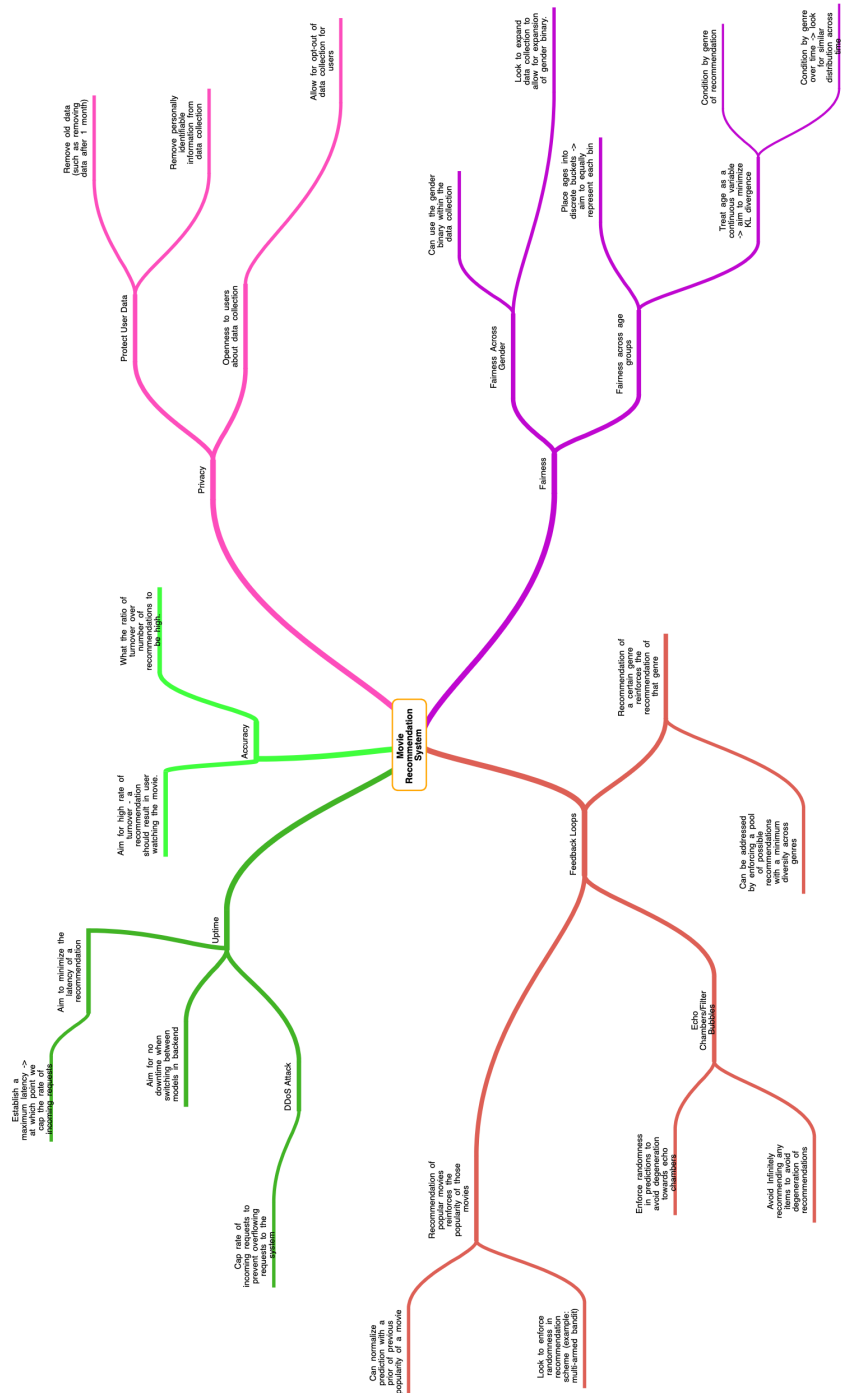 Movie
Recommendation
System
Uptime
Aim to minimize the
latency of a
recommendation
Establish a
maximum latency ->
at which point we
cap the rate of
incoming requests
Aim for no
downtime when
switching between
models in backend
DDoS Attack
Cap rate of
incoming requests to
prevent overflowing
requests to the
system
Accuracy
Aim for high rate of
turnover - a
recommendation
should result in user
watching the movie.
What the ratio of
turnover over
number of
recommendations to
be high.
Privacy
Protect User Data
Remove old data
(such as removing
data after 1 month)
Remove personally
identifiable
information from
data collection
Openness to users
about data collection
Allow for opt-out of
data collection for
users
Fairness
Fairness Across
Gender
Can use the gender
binary within the
data collection
Look to expand
data collection to
allow for expansion
of gender binary.
Fairness across age
groups
Place ages into
discrete buckets ->
aim to equally
represent each bin
Treat age as a
continuous variable
-> aim to minimize
KL divergence
Condition by genre
of recommendation
Condition by genre
over time -> look
for similar
distribution across
time
Feedback Loops
Recommendation of
popular movies
reinforces the
popularity of those
movies
Can normalize
prediction with a
prior of previous
popularity of a movie
Look to enforce
randomness in
recommendation
scheme (example:
multi-armed bandit)
Echo
Chambers/Filter
Bubbles
Enforce randomness
in predictions to
avoid degeneration
towards echo
chambers
Avoid Infinitely
recommending any
items to avoid
degeneration of
recommendations
Recommendation of
a certain genre
reinforces the
recommendation of
that genre
Can be addressed
by enforcing a pool
of possible
recommendations
with a minimum
diversity across
genres